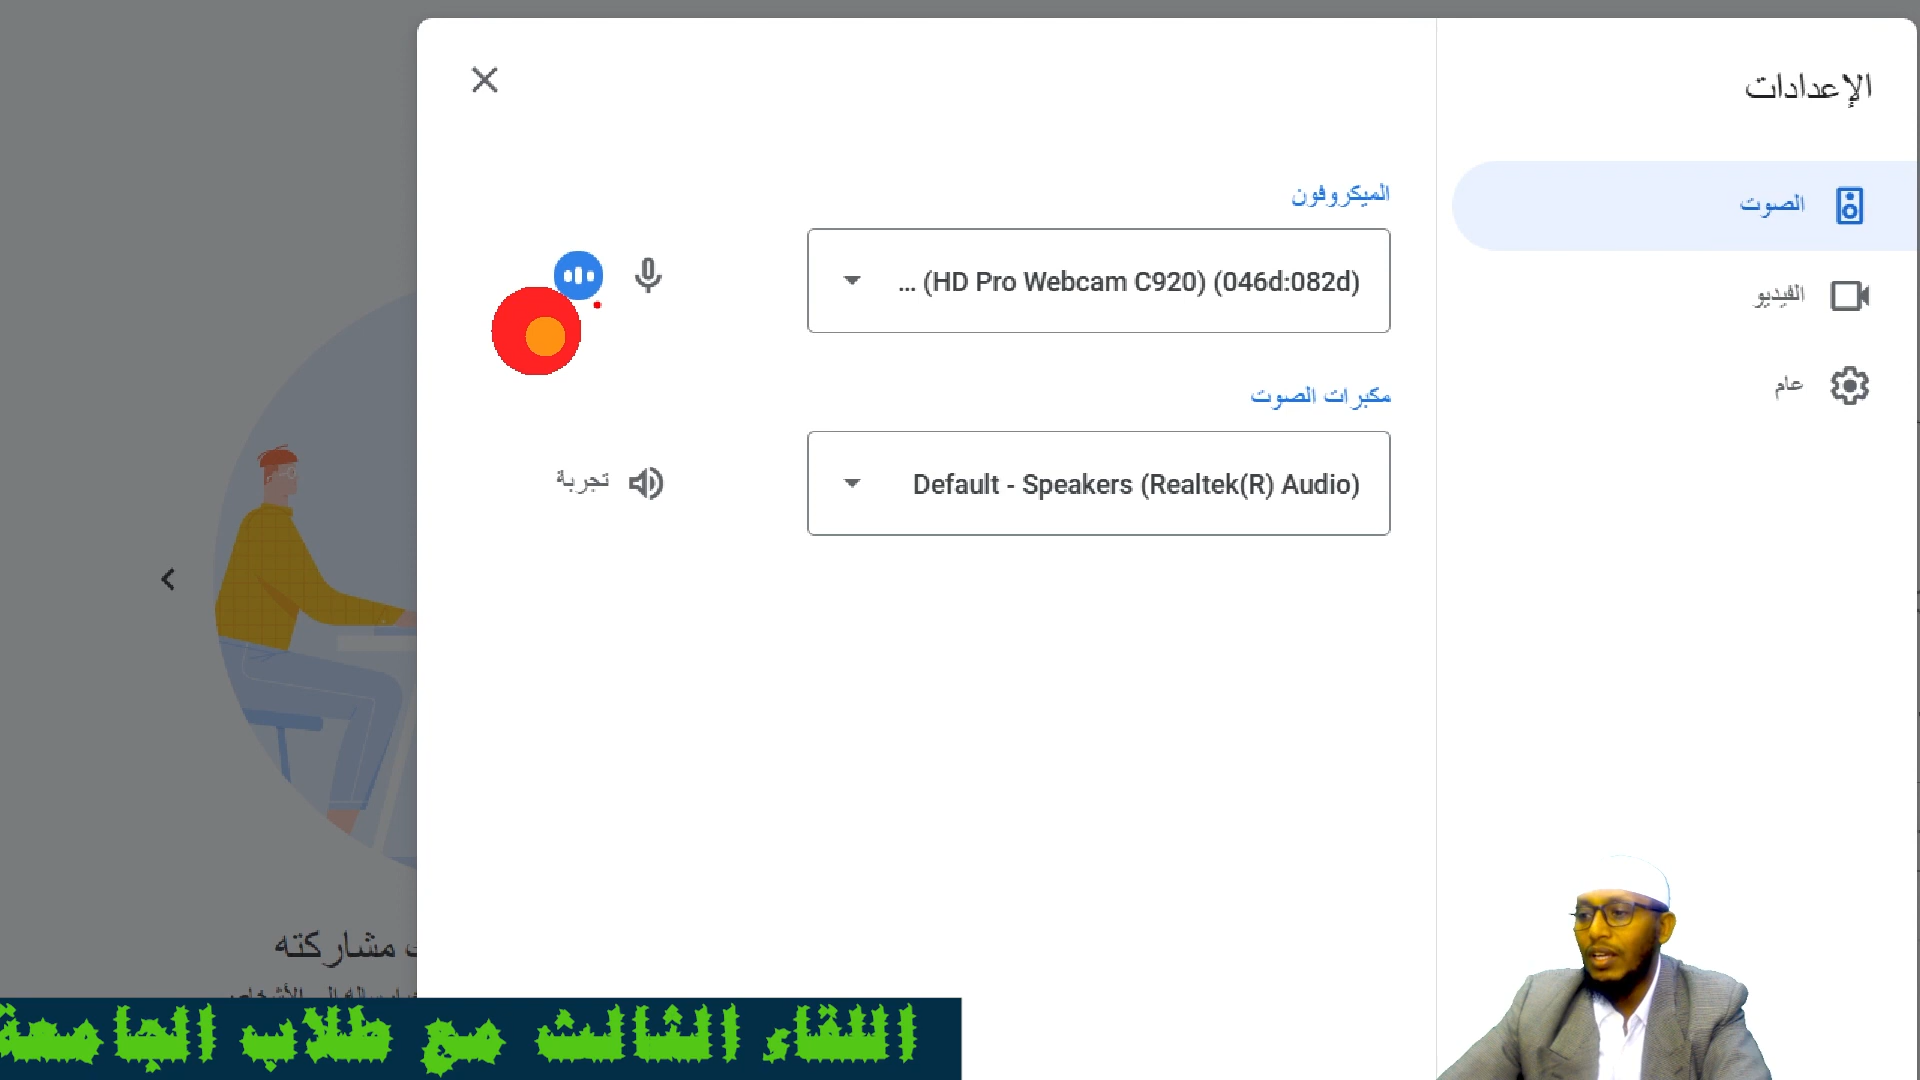 الإعدادات
الصوت
الفيديو
عام
الميكروفون
... (HD Pro Webcam C920) (046d:082d)
مكبرات الصوت
Default - Speakers (Realtek(R) Audio)
تجربة
مشاركته
اللقاء الثالث مع طلاب الجامعة